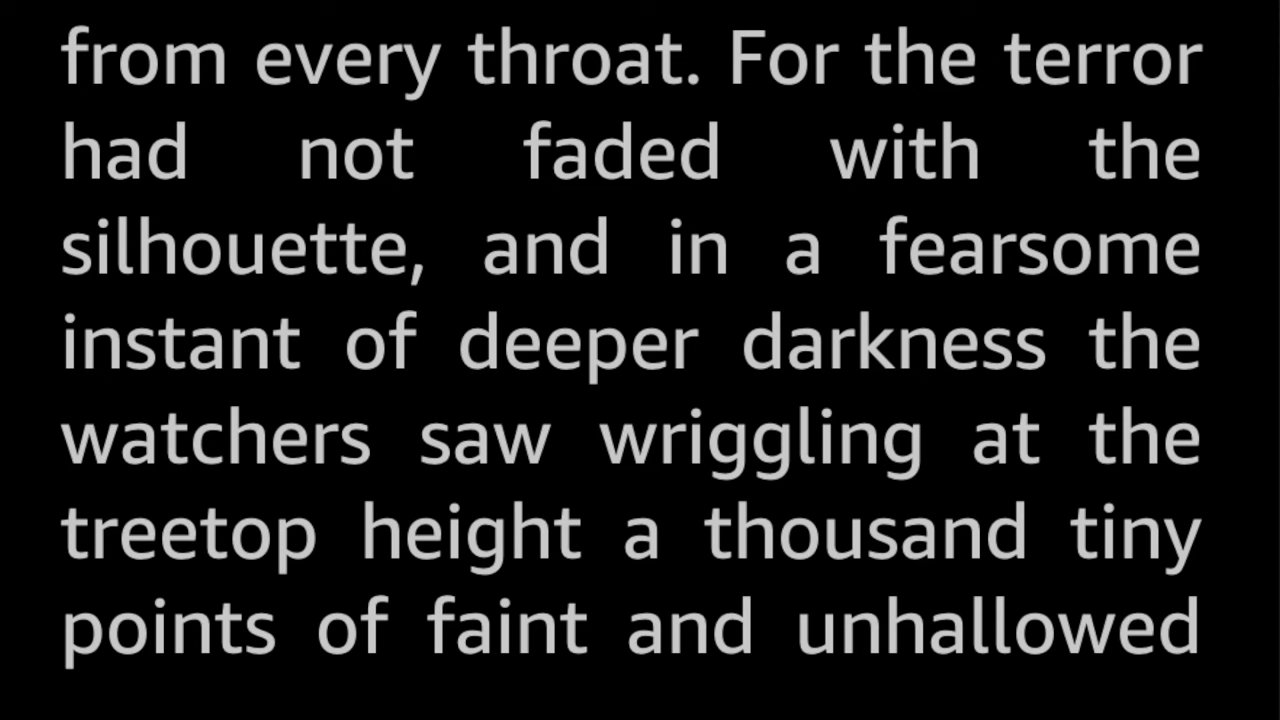 from every throat. For the terror
had not faded with the
silhouette, and in a fearsome
instant of deeper darkness the
watchers saw wriggling at the
treetop height a thousand tiny
points of faint and unhallowed